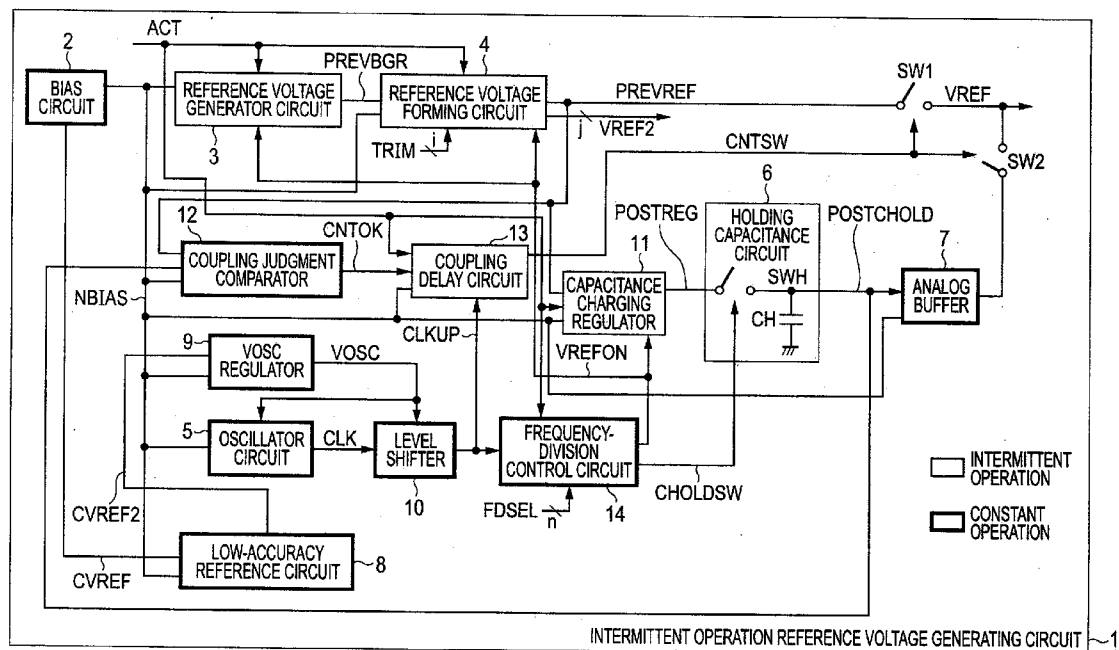 ACT
2
BIAS
CIRCUIT
REFERENCE VOLTAGE
GENERATOR CIRCUIT
3
PREVBGR
4
REFERENCE VOLTAGE
FORMING CIRCUIT
TRIM
i
PREVREF
j
VREF2
SW1
VREF
CNTSW
SW2
12
COUPLING JUDGMENT
COMPARATOR
CNTOK
13
COUPLING
DELAY CIRCUIT
NBIAS
CLKUP
POSTREG
11
CAPACITANCE
CHARGING
REGULATOR
6
HOLDING
CAPACITANCE
CIRCUIT
SWH
CH
POSTCHOLD
7
ANALOG
BUFFER
VREFON
9
VOSC
REGULATOR
VOSC
5
OSCILLATOR
CIRCUIT
CLK
LEVEL
SHIFTER
10
FREQUENCY-
DIVISION
CONTROL CIRCUIT
14
FDSEL
n
CHOLDSW
CVREF2
CVREF
LOW-ACCURACY
REFERENCE CIRCUIT
8
INTERMITTENT
OPERATION
CONSTANT
OPERATION
INTERMITTENT OPERATION REFERENCE VOLTAGE GENERATING CIRCUIT
1